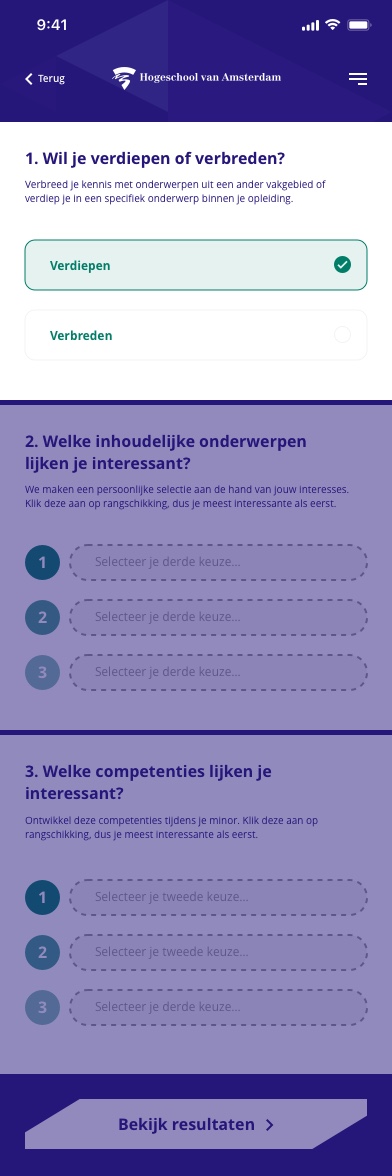 9:41
Terug
Hogeschool van Amsterdam
1. Wil je verdiepen of verbreden?
Verbreed je kennis met onderwerpen uit een ander vakgebied of
verdiep je in een specifiek onderwerp binnen je opleiding.
Verdiepen
Verbreden
2. Welke inhoudelijke onderwerpen
lijken je interessant?
We maken een persoonlijke selectie aan de hand van jouw interesses.
Klik deze aan op rangschikking, dus je meest interessante als eerst.
1 Selecteer je derde keuze...
2 Selecteer je derde keuze...
3 Selecteer je derde keuze...
3. Welke competenties lijken je
interessant?
Ontwikkel deze competenties tijdens je minor. Klik deze aan op
rangschikking, dus je meest interessante als eerst.
1 Selecteer je tweede keuze...
2 Selecteer je tweede keuze...
3 Selecteer je derde keuze...
Bekijk resultaten